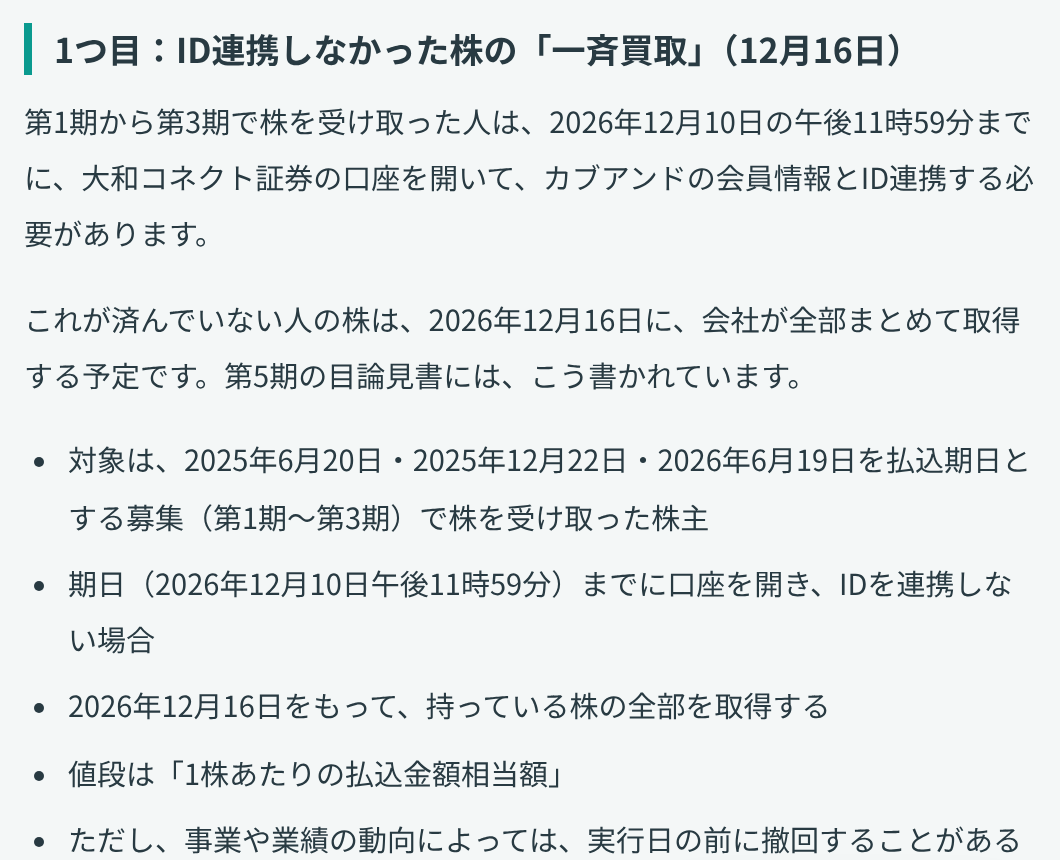 1つ目：ID連携しなかった株の「一斉買取」（12月16日）
第1期から第3期で株を受け取った人は、2026年12月10日の午後11時59分まで
に、大和コネクト証券の口座を開いて、カブアンドの会員情報とID連携する必
要があります。
これが済んでいない人の株は、2026年12月16日に、会社が全部まとめて取得
する予定です。第5期の目論見書には、こう書かれています。
• 対象は、2025年6月20日・2025年12月22日・2026年6月19日を払込期日と
する募集（第1期〜第3期）で株を受け取った株主
• 期日（2026年12月10日午後11時59分）までに口座を開き、IDを連携しな
い場合
• 2026年12月16日をもって、持っている株の全部を取得する
• 値段は「1株あたりの払込金額相当額」
• ただし、事業や業績の動向によっては、実行日の前に撤回することがある